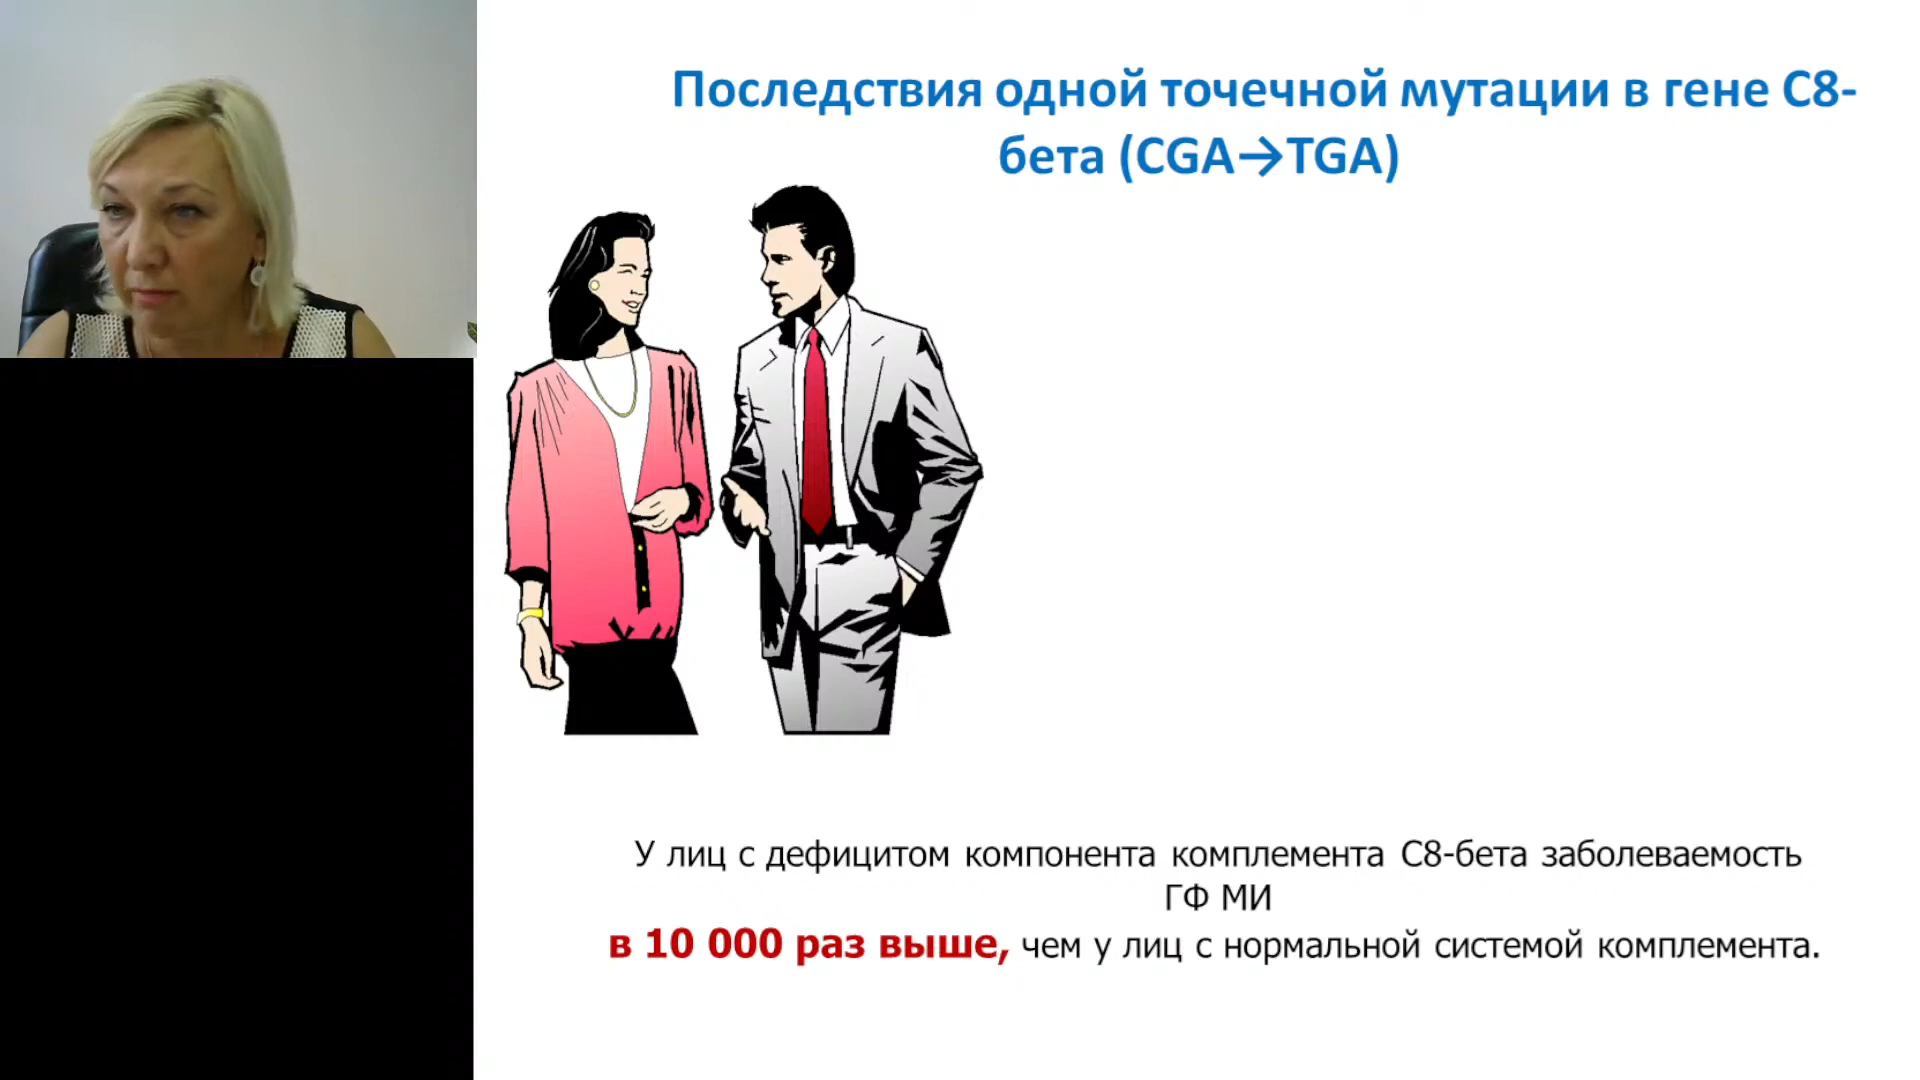 Последствия одной точечной мутации в гене С8-
бета (CGA→TGA)
У лиц с дефицитом компонента комплемента С8-бета заболеваемость
ГФ МИ
в 10 000 раз выше, чем у лиц с нормальной системой комплемента.